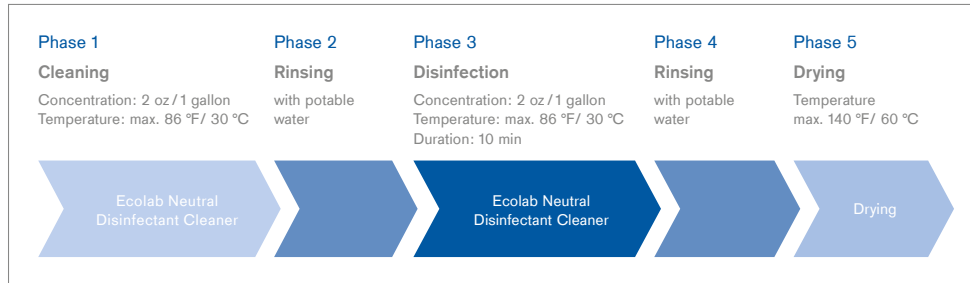 Phase 1
Cleaning
Concentration: 2 oz / 1 gallon
Temperature: max. 86 °F/ 30 °C
Phase 2
Rinsing
with potable
water
Phase 3
Disinfection
Concentration: 2 oz / 1 gallon
Temperature: max. 86 °F/ 30 °C
Duration: 10 min
Phase 4
Rinsing
with potable
water
Phase 5
Drying
Temperature
max. 140 °F/ 60 °C
Ecolab Neutral
Disinfectant Cleaner
Ecolab Neutral
Disinfectant Cleaner
Drying